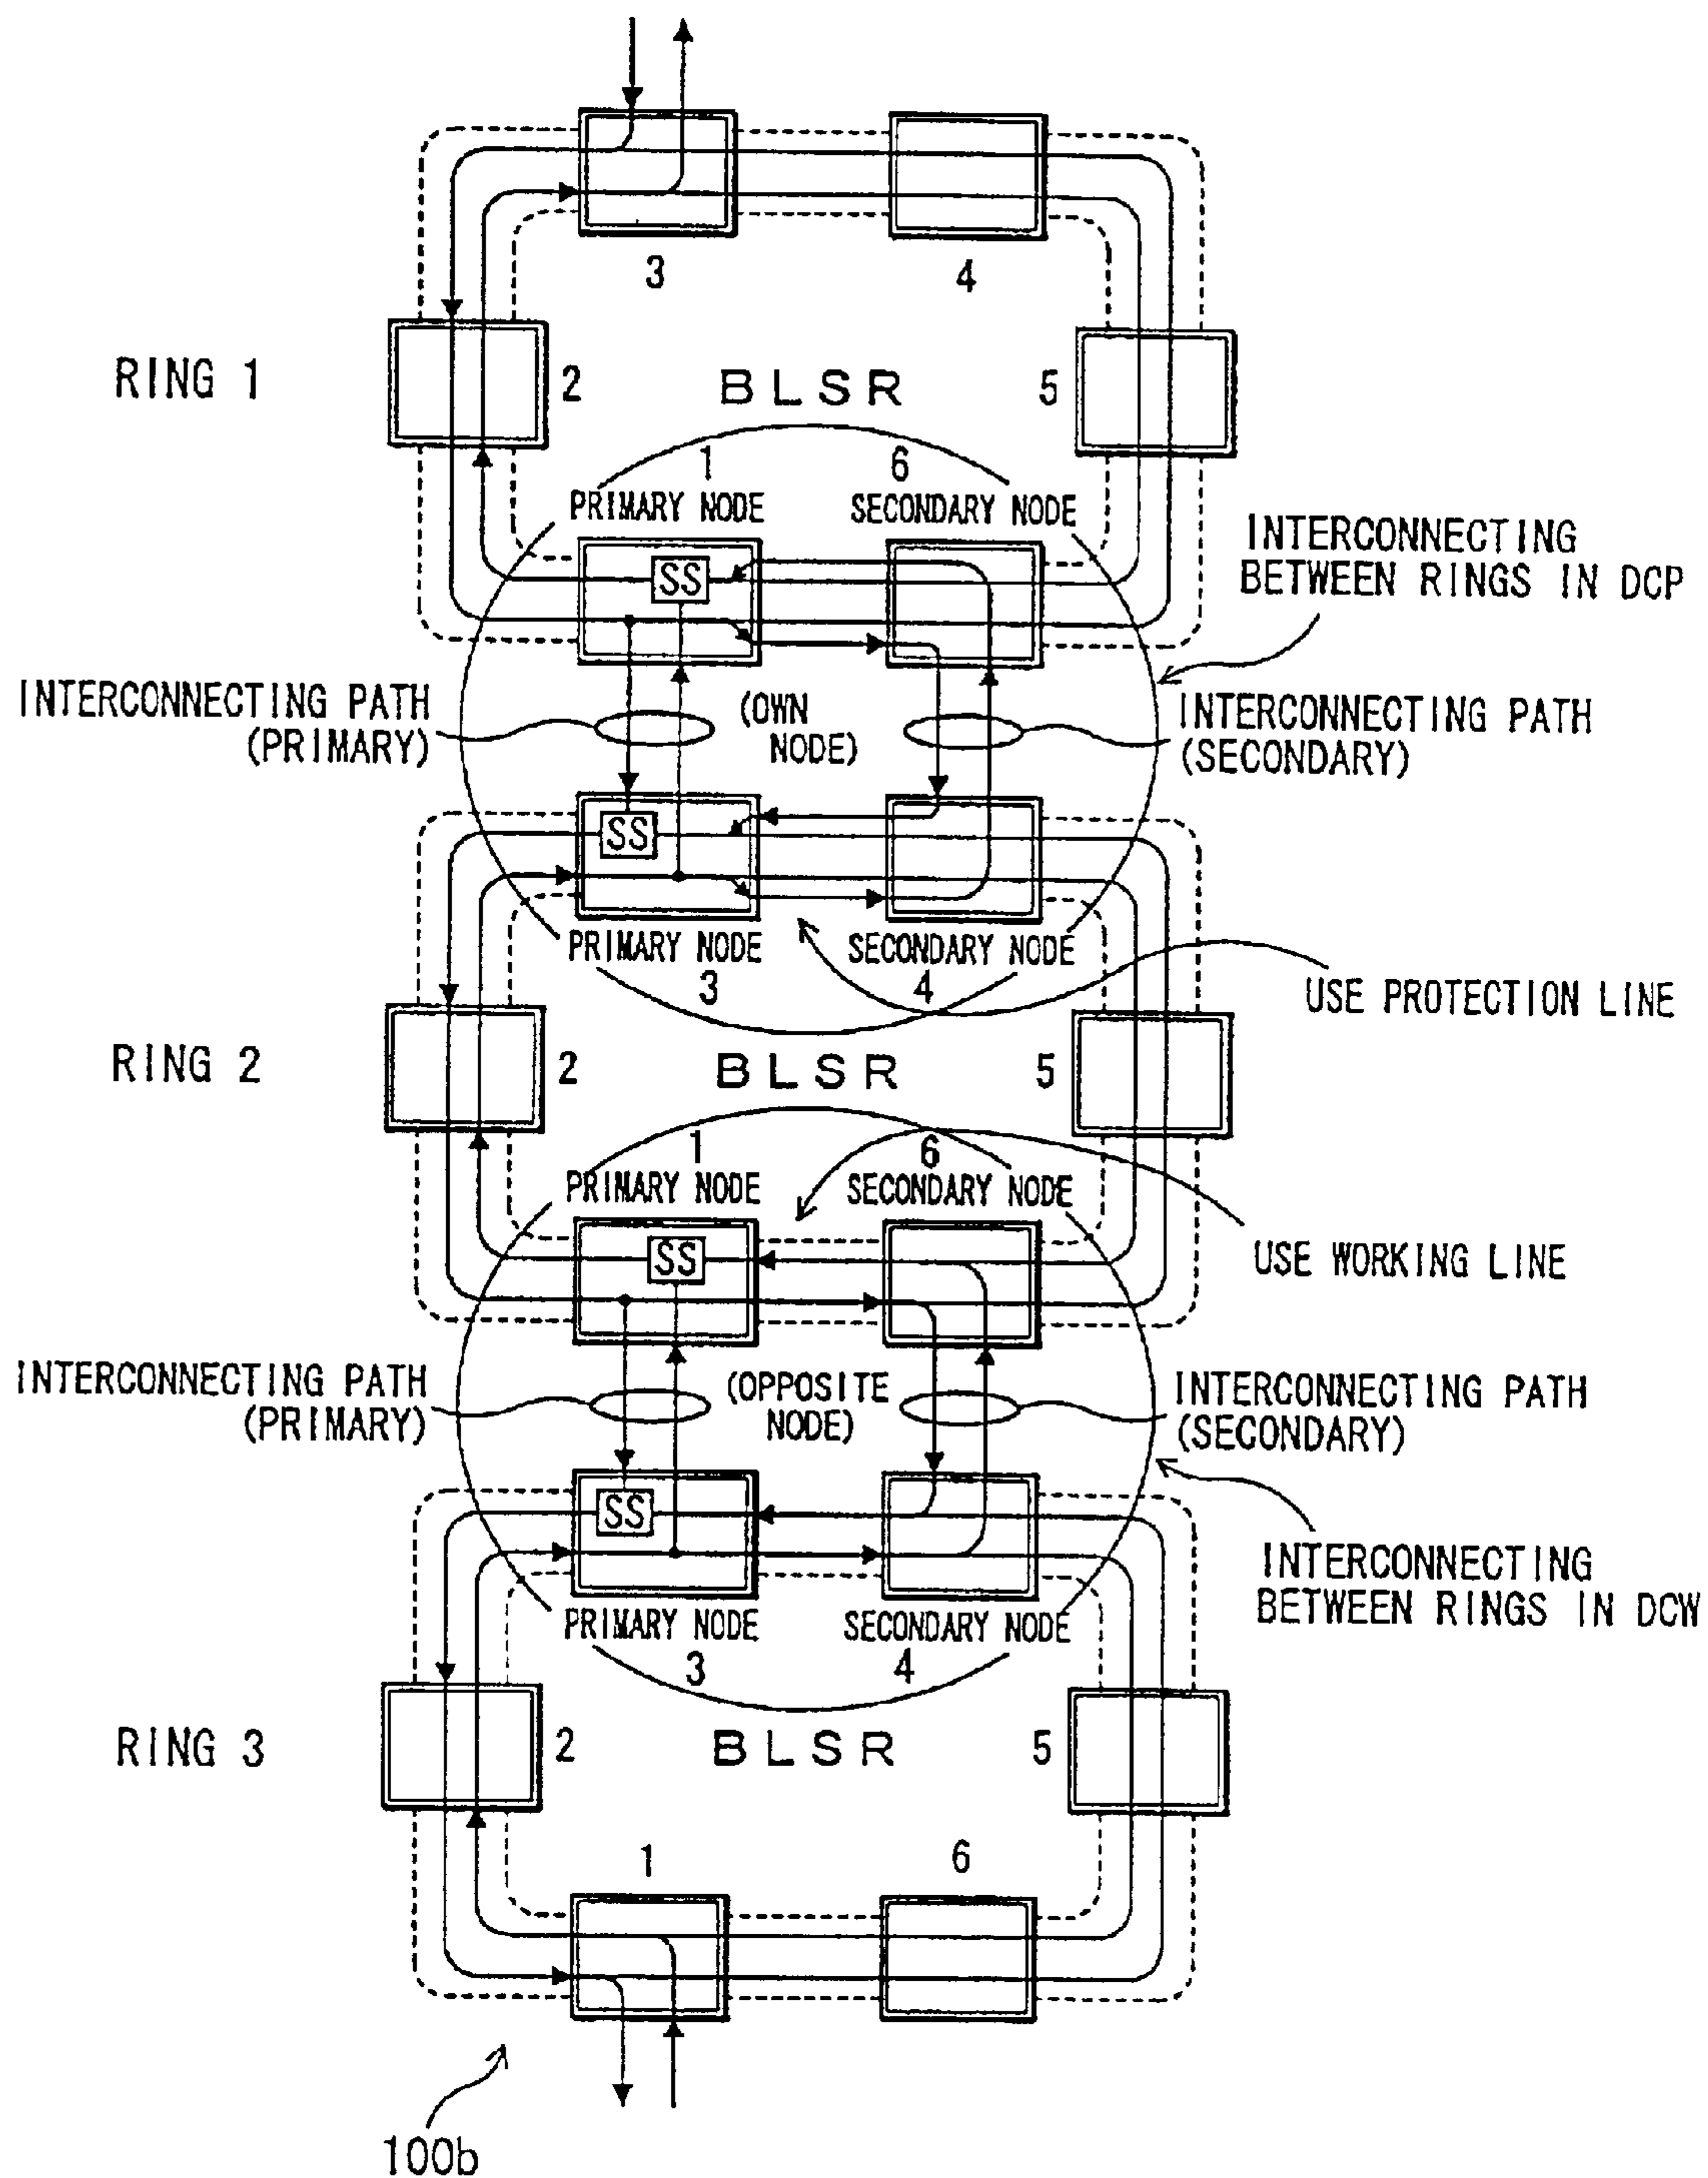 3
4
RING 1
2
BLSR
5
1
6
PRIMARY NODE
SECONDARY NODE
INTERCONNECTING
BETWEEN RINGS IN DCP
SS
INTERCONNECTING PATH
(PRIMARY)
(OWN
NODE)
INTERCONNECTING PATH
(SECONDARY)
SS
PRIMARY NODE
SECONDARY NODE
3
4
USE PROTECTION LINE
RING 2
2
BLSR
5
1
6
PRIMARY NODE
SECONDARY NODE
USE WORKING LINE
SS
INTERCONNECTING PATH
(PRIMARY)
(OPPOSITE
NODE)
INTERCONNECTING PATH
(SECONDARY)
SS
INTERCONNECTING
BETWEEN RINGS IN DCW
PRIMARY NODE
SECONDARY NODE
3
4
RING 3
2
BLSR
5
1
6
100b